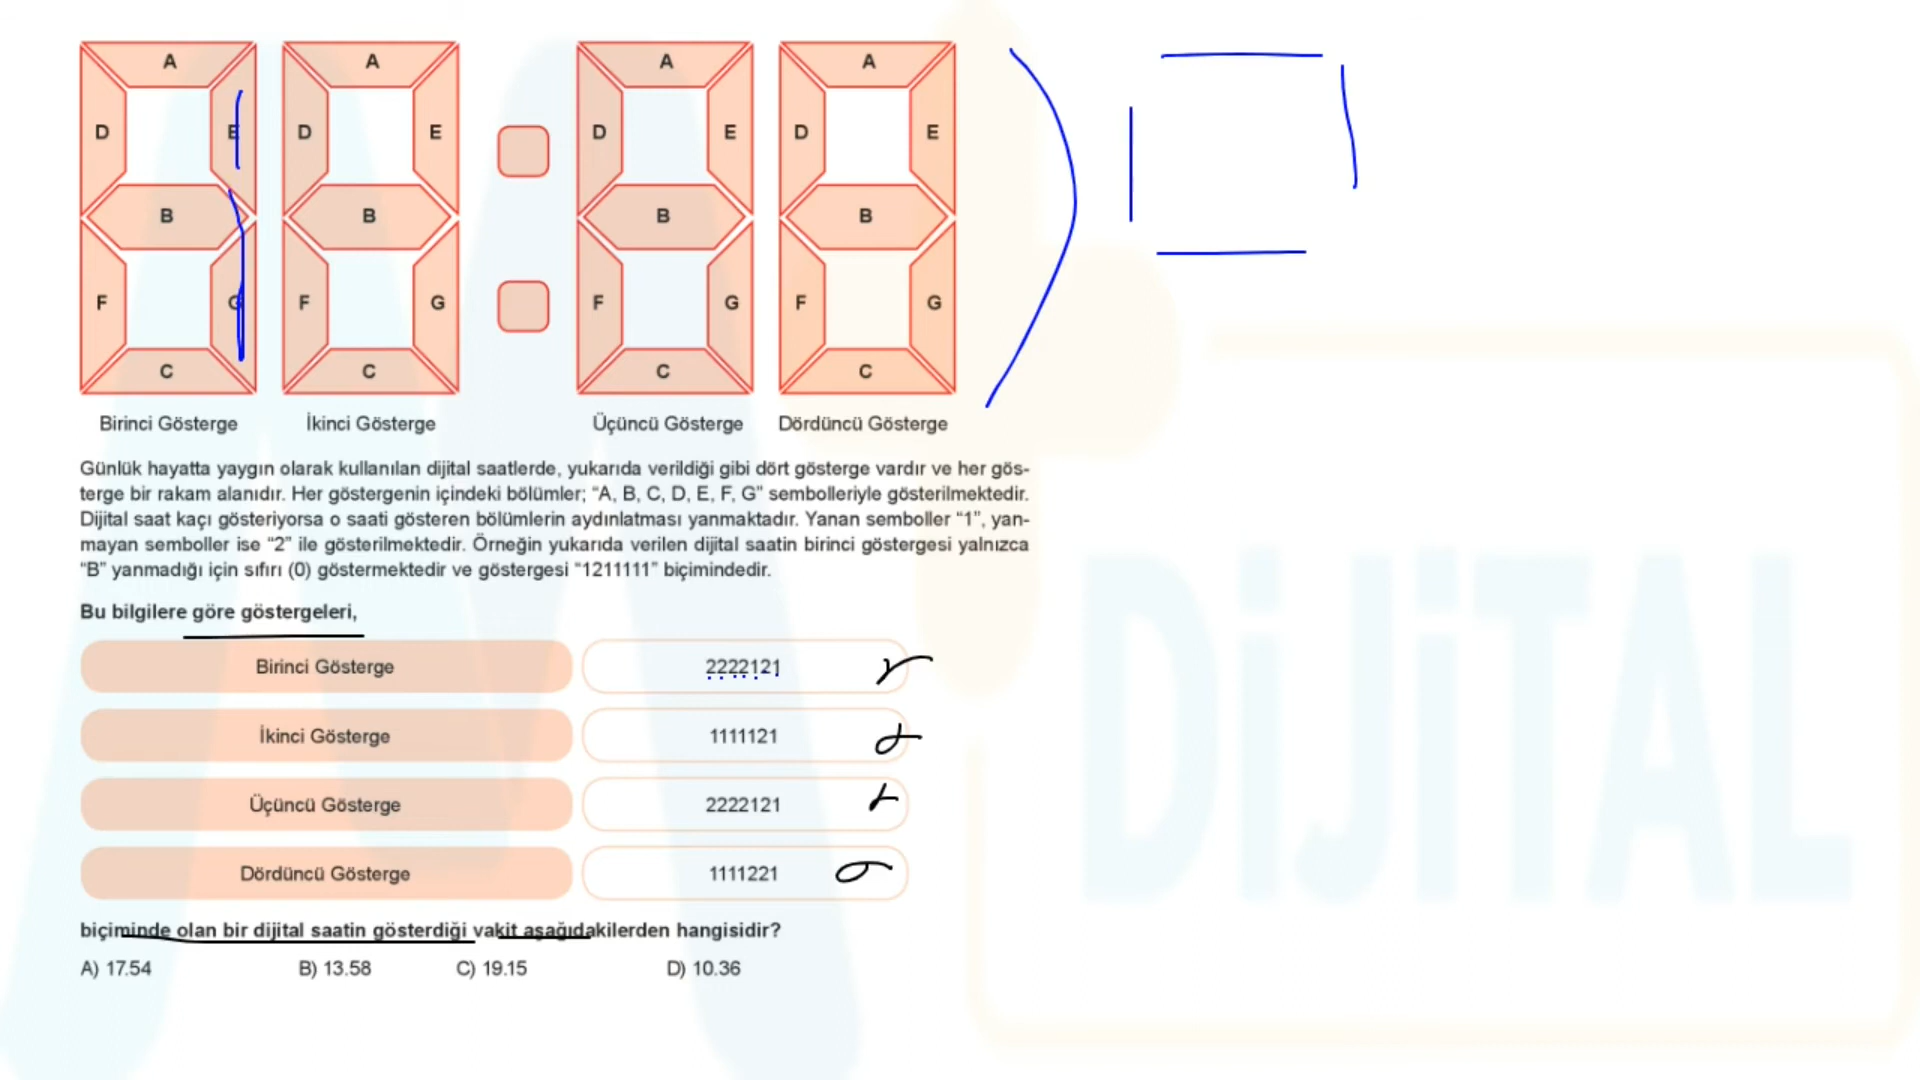 A A A A
D E D E D E D E
B B B B
F G F G F G F G
C C C C
Birinci Gösterge İkinci Gösterge Üçüncü Gösterge Dördüncü Gösterge
Günlük hayatta yaygın olarak kullanılan dijital saatlerde, yukarıda verildiği gibi dört gösterge vardır ve her gös-
terge bir rakam alanıdır. Her göstergenin içindeki bölümler; “A, B, C, D, E, F, G” sembolleriyle gösterilmektedir.
Dijital saat kaçı gösteriyorsa o saati gösteren bölümlerin aydınlatması yanmaktadır. Yanan semboller “1”, yan-
mayan semboller ise “2” ile gösterilmektedir. Örneğin yukarıda verilen dijital saatin birinci göstergesi yalnızca
“B” yanmadığı için sıfırı (0) göstermektedir ve göstergesi “1211111” biçimindedir.
Bu bilgilere göre göstergeleri,
Birinci Gösterge 2222121
İkinci Gösterge 1111121
Üçüncü Gösterge 2222121
Dördüncü Gösterge 1111221
biçiminde olan bir dijital saatin gösterdiği vakit aşağıdakilerden hangisidir?
A) 17.54 B) 13.58 C) 19.15 D) 10.36
DİJİTAL